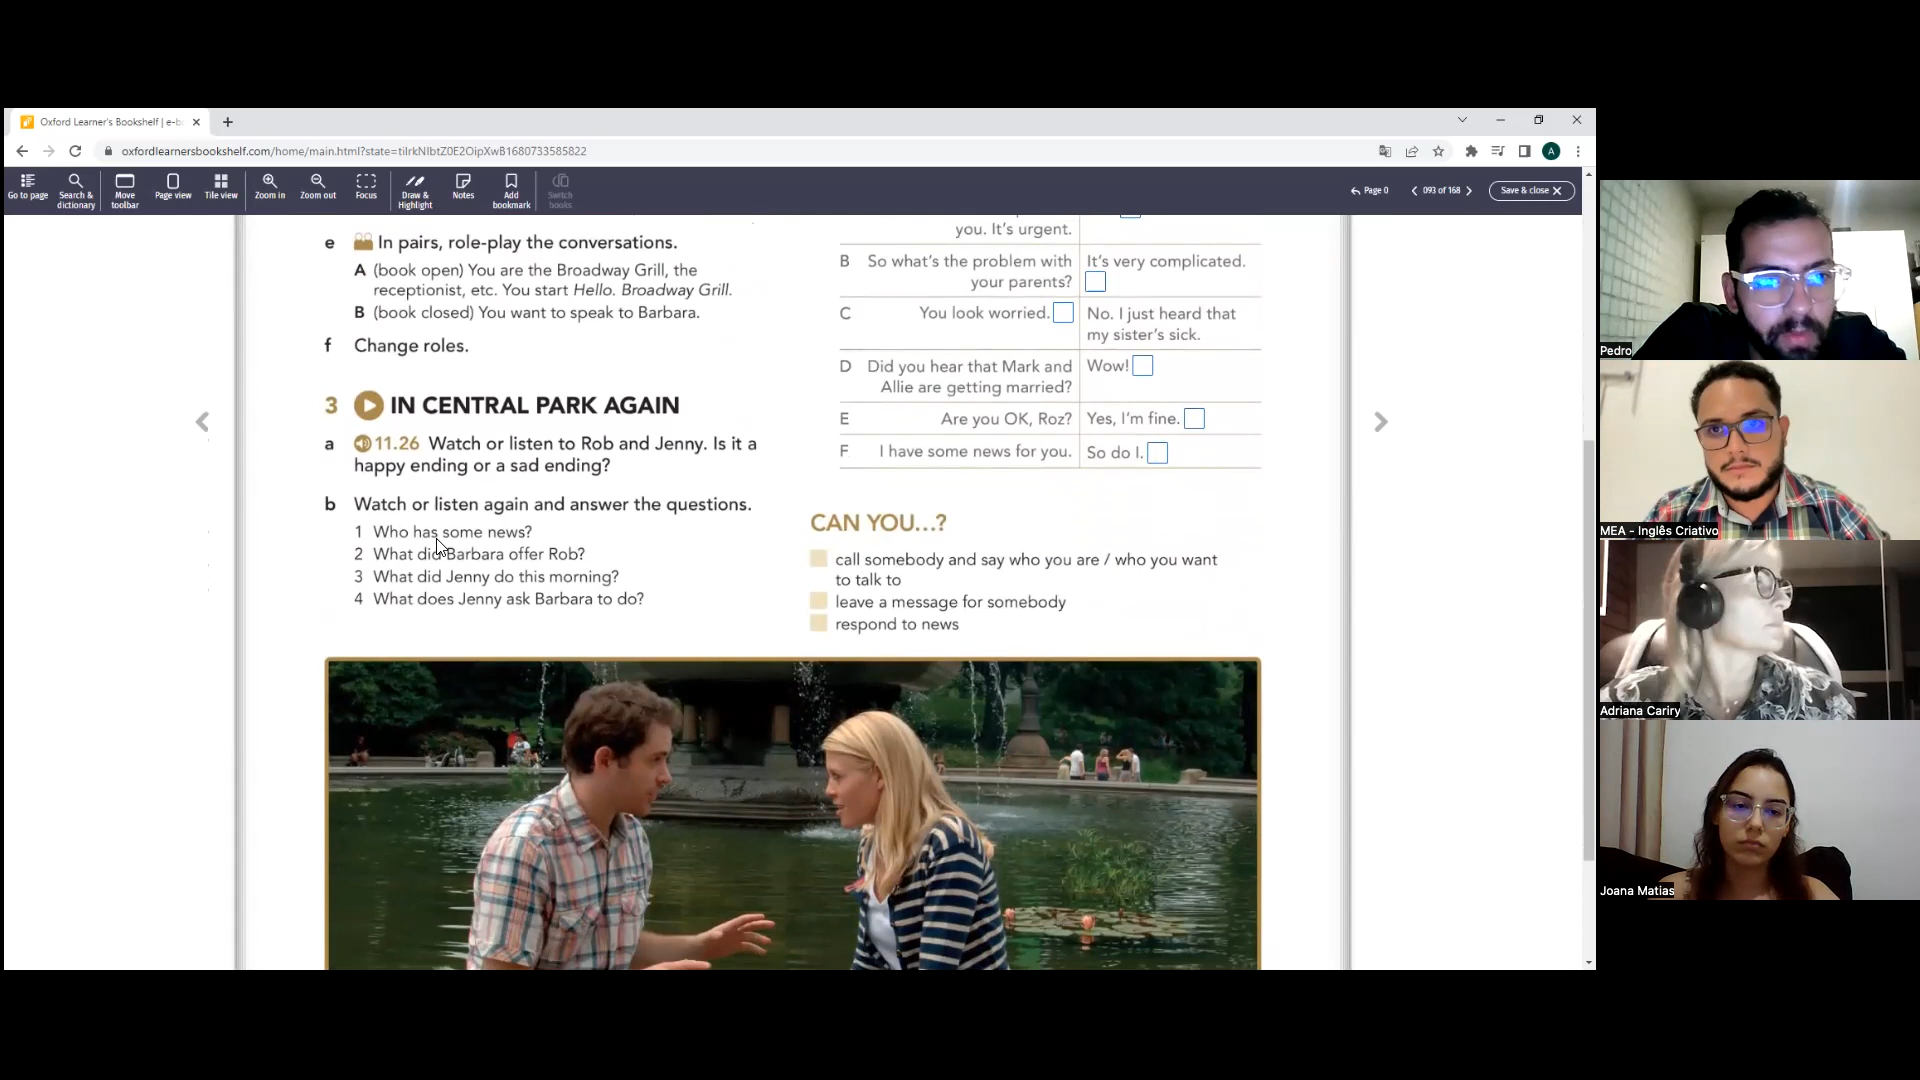 Oxford Learner's Bookshelf | e-b
oxfordlearnersbookshelf.com/home/main.html?state=tiIrkNIbtZ0E2OipXwB1680733585822
A
Go to page
Search & dictionary
Move toolbar
Page view
Tile view
Zoom in
Zoom out
Focus
Draw & Highlight
Notes
Add bookmark
Switch books
Page 0
093 of 168
Save & close
e In pairs, role-play the conversations.
A (book open) You are the Broadway Grill, the
receptionist, etc. You start Hello. Broadway Grill.
B (book closed) You want to speak to Barbara.
f Change roles.
3 IN CENTRAL PARK AGAIN
a 11.26 Watch or listen to Rob and Jenny. Is it a
happy ending or a sad ending?
b Watch or listen again and answer the questions.
1 Who has some news?
2 What did Barbara offer Rob?
3 What did Jenny do this morning?
4 What does Jenny ask Barbara to do?
you. It's urgent.
B So what's the problem with It's very complicated.
your parents?
C You look worried. No. I just heard that
my sister's sick.
D Did you hear that Mark and Wow!
Allie are getting married?
E Are you OK, Roz? Yes, I'm fine.
F I have some news for you. So do I.
CAN YOU...?
call somebody and say who you are / who you want
to talk to
leave a message for somebody
respond to news
Pedro
MEA - Inglês Criativo
Adriana Cariry
Joana Matias